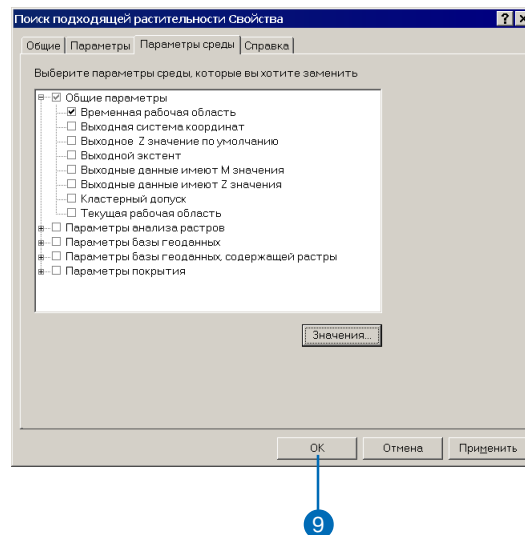 Поиск подходящей растительности Свойства
Общие Параметры Параметры среды Справка
Выберите параметры среды, которые вы хотите заменить
Общие параметры
Временная рабочая область
Выходная система координат
Выходное Z значение по умолчанию
Выходной экстент
Выходные данные имеют M значения
Выходные данные имеют Z значения
Кластерный допуск
Текущая рабочая область
Параметры анализа растров
Параметры базы геоданных
Параметры базы геоданных, содержащей растры
Параметры покрытия
Значения...
OK Отмена Применить
9